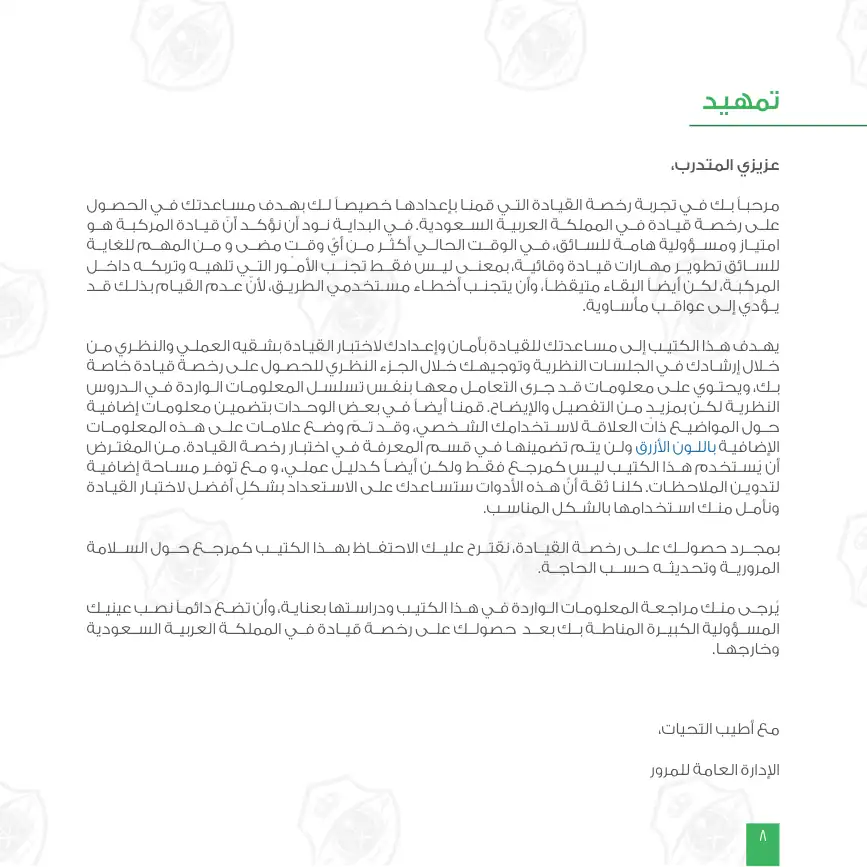 تمهيد
عزيزي المتدرب،
مرحباً بك في تجربة رخصة القيادة التي قمنا بإعدادها خصيصاً لك بهدف مساعدتك في الحصول
على رخصة قيادة في المملكة العربية السعودية. في البداية نود أن نؤكد أنّ قيادة المركبة هو
امتياز ومسؤولية هامة للسائق، في الوقت الحالي أكثر من أيّ وقت مضى و من المهم للغاية
للسائق تطوير مهارات قيادة وقائية، بمعنى ليس فقط تجنب الأمور التي تلهيه وتربكه داخل
المركبة، لكن أيضاً البقاء متيقظاً، وأن يتجنب أخطاء مستخدمي الطريق، لأنّ عدم القيام بذلك قد
يؤدي إلى عواقب مأساوية.
يهدف هذا الكتيب إلى مساعدتك للقيادة بأمان وإعدادك لاختبار القيادة بشقيه العملي والنظري من
خلال إرشادك في الجلسات النظرية وتوجيهك خلال الجزء النظري للحصول على رخصة قيادة خاصة
بك، ويحتوي على معلومات قد جرى التعامل معها بنفس تسلسل المعلومات الواردة في الدروس
النظرية لكن بمزيد من التفصيل والإيضاح. قمنا أيضاً في بعض الوحدات بتضمين معلومات إضافية
حول المواضيع ذات العلاقة لاستخدامك الشخصي، وقد تمّ وضع علامات على هذه المعلومات
الإضافية باللون الأزرق ولن يتم تضمينها في قسم المعرفة في اختبار رخصة القيادة. من المفترض
أن يُستخدم هذا الكتيب ليس كمرجع فقط ولكن أيضاً كدليل عملي، و مع توفر مساحة إضافية
لتدوين الملاحظات. كلنا ثقة أنّ هذه الأدوات ستساعدك على الاستعداد بشكلٍ أفضل لاختبار القيادة
ونأمل منك استخدامها بالشكل المناسب.
بمجرد حصولك على رخصة القيادة، نقترح عليك الاحتفاظ بهذا الكتيب كمرجع حول السلامة
المرورية وتحديثه حسب الحاجة.
يُرجى منك مراجعة المعلومات الواردة في هذا الكتيب ودراستها بعناية، وأن تضع دائماً نصب عينيك
المسؤولية الكبيرة المناطة بك بعد حصولك على رخصة قيادة في المملكة العربية السعودية
وخارجها.
مع أطيب التحيات،
الإدارة العامة للمرور
٨